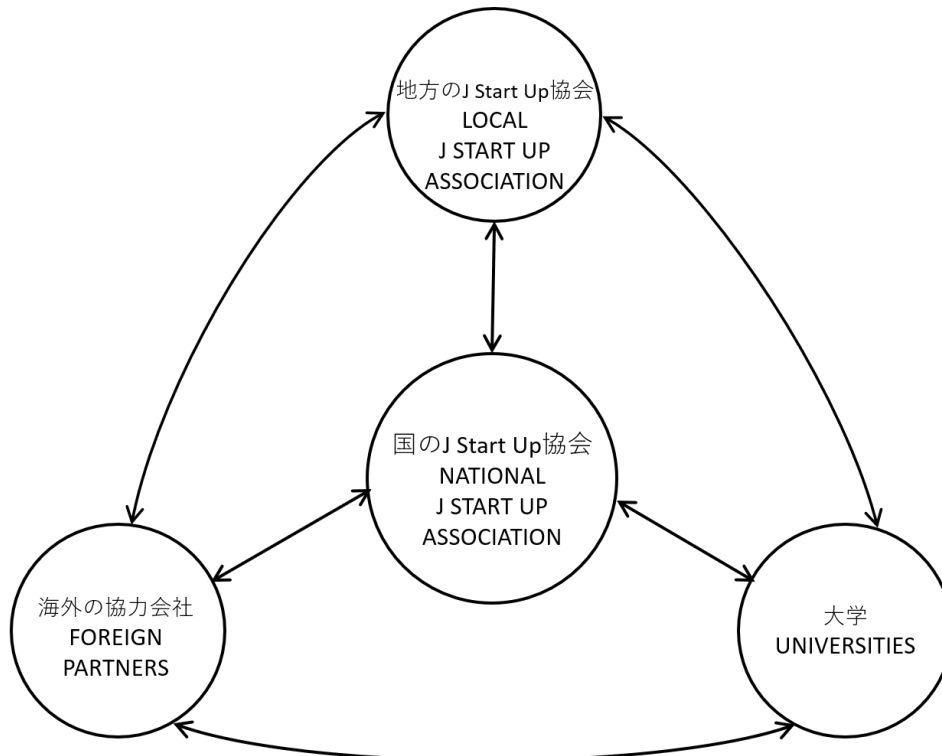 地方のJ Start Up協会
LOCAL
J START UP
ASSOCIATION
国のJ Start Up協会
NATIONAL
J START UP
ASSOCIATION
海外の協力会社
FOREIGN
PARTNERS
大学
UNIVERSITIES